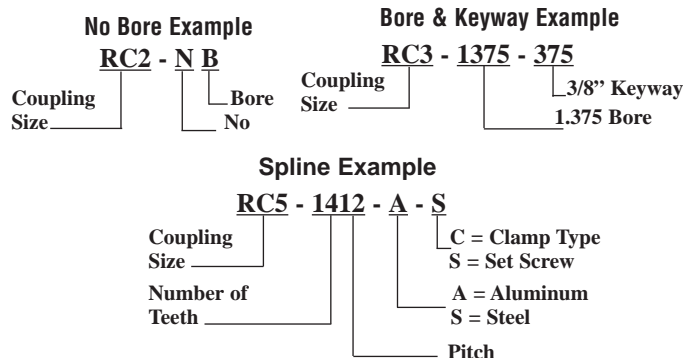 No Bore Example
RC2 - N B
Coupling
Size
Bore
No
Bore & Keyway Example
RC3 - 1375 - 375
Coupling
Size
3/8” Keyway
1.375 Bore
Spline Example
RC5 - 1412 - A - S
Coupling
Size
C = Clamp Type
S = Set Screw
Number of
Teeth
A = Aluminum
S = Steel
Pitch